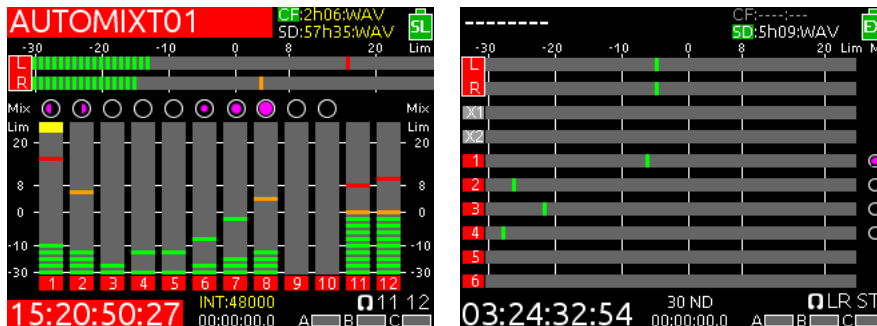 AUTOMIXT01 CF:2h06:WAV SL
SD:57h35:WAV
-30 -20 -10 0 8 20 Lim
L
R
Mix Mix
Lim Lim
20 20
8 8
0 0
-10 -10
-30 -30
1 2 3 4 5 6 7 8 9 10 11 12
15:20:50:27 INT:48000 11 12
00:00:00.0 A B C
------- CF:----:--- EX
SD:5h09:WAV
-30 -20 -10 0 8 20 Lim M
L
R
X1
X2
1
2
3
4
5
6
03:24:32:54 30 ND LR ST
00:00:00.0 A B C